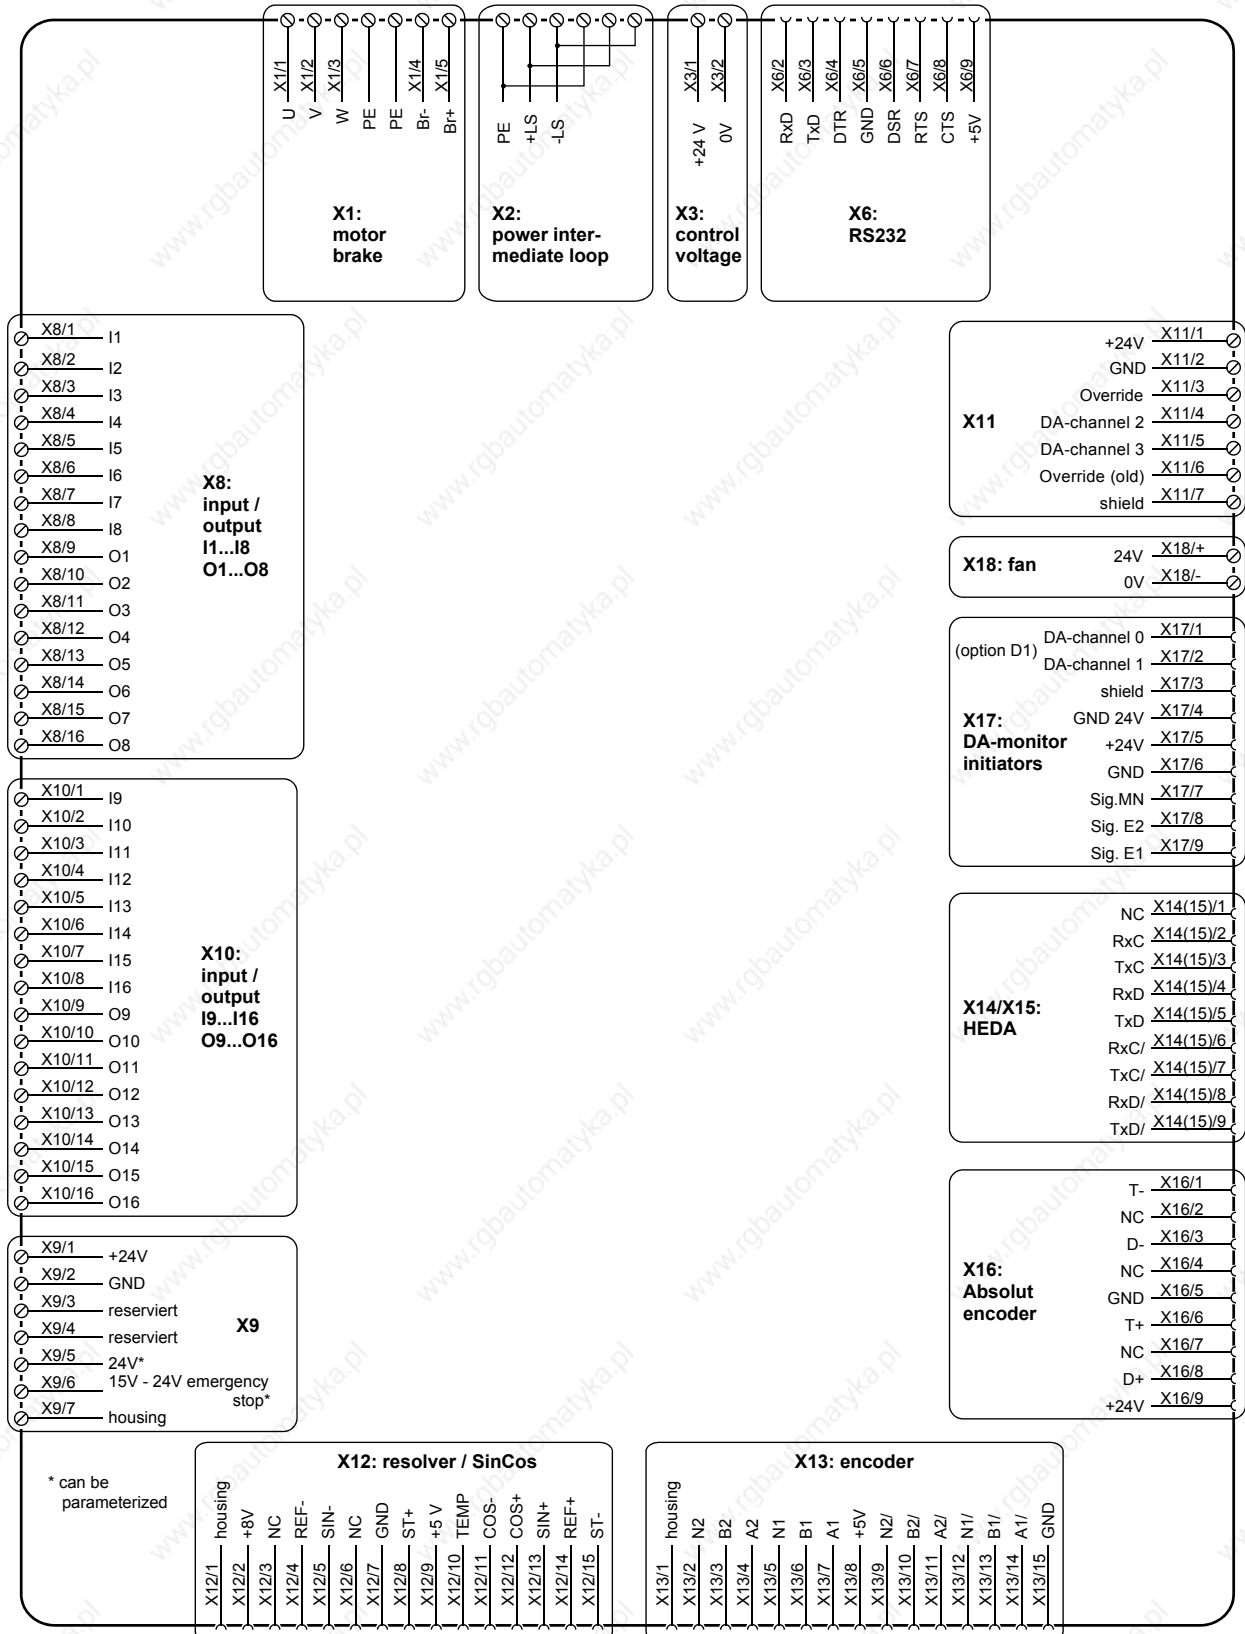 X1/1
X1/2
X1/3
X1/4
X1/5
U
V
W
PE
PE
Br-
Br+
X1:
motor
brake
PE
+LS
-LS
X2:
power inter-
mediate loop
X3/1
X3/2
+24 V
0V
X3:
control
voltage
X6/2
X6/3
X6/4
X6/5
X6/6
X6/7
X6/8
X6/9
RxD
TxD
DTR
GND
DSR
RTS
CTS
+5V
X6:
RS232
X8/1 I1
X8/2 I2
X8/3 I3
X8/4 I4
X8/5 I5
X8/6 I6
X8/7 I7
X8/8 I8
X8/9 O1
X8/10 O2
X8/11 O3
X8/12 O4
X8/13 O5
X8/14 O6
X8/15 O7
X8/16 O8
X8:
input /
output
I1...I8
O1...O8
X10/1 I9
X10/2 I10
X10/3 I11
X10/4 I12
X10/5 I13
X10/6 I14
X10/7 I15
X10/8 I16
X10/9 O9
X10/10 O10
X10/11 O11
X10/12 O12
X10/13 O13
X10/14 O14
X10/15 O15
X10/16 O16
X10:
input /
output
I9...I16
O9...O16
X9/1 +24V
X9/2 GND
X9/3 reserviert
X9/4 reserviert
X9/5 24V*
X9/6 15V - 24V emergency
stop*
X9/7 housing
X9
* can be
parameterized
X11
+24V X11/1
GND X11/2
Override X11/3
DA-channel 2 X11/4
DA-channel 3 X11/5
Override (old) X11/6
shield X11/7
X18: fan
24V X18/+
0V X18/-
(option D1)
DA-channel 0 X17/1
DA-channel 1 X17/2
shield X17/3
GND 24V X17/4
+24V X17/5
GND X17/6
Sig.MN X17/7
Sig. E2 X17/8
Sig. E1 X17/9
X17:
DA-monitor
initiators
NC X14(15)/1
RxC X14(15)/2
TxC X14(15)/3
RxD X14(15)/4
TxD X14(15)/5
RxC/ X14(15)/6
TxC/ X14(15)/7
RxD/ X14(15)/8
TxD/ X14(15)/9
X14/X15:
HEDA
T- X16/1
NC X16/2
D- X16/3
NC X16/4
GND X16/5
T+ X16/6
NC X16/7
D+ X16/8
+24V X16/9
X16:
Absolut
encoder
X12: resolver / SinCos
X12/1 housing
X12/2 +8V
X12/3 NC
X12/4 REF-
X12/5 SIN-
X12/6 NC
X12/7 GND
X12/8 ST+
X12/9 +5 V
X12/10 TEMP
X12/11 COS-
X12/12 COS+
X12/13 SIN+
X12/14 REF+
X12/15 ST-
X13: encoder
X13/1 housing
X13/2 N2
X13/3 B2
X13/4 A2
X13/5 N1
X13/6 B1
X13/7 A1
X13/8 +5V
X13/9 N2/
X13/10 B2/
X13/11 A2/
X13/12 N1/
X13/13 B1/
X13/14 A1/
X13/15 GND
www.rgbautomatyka.pl